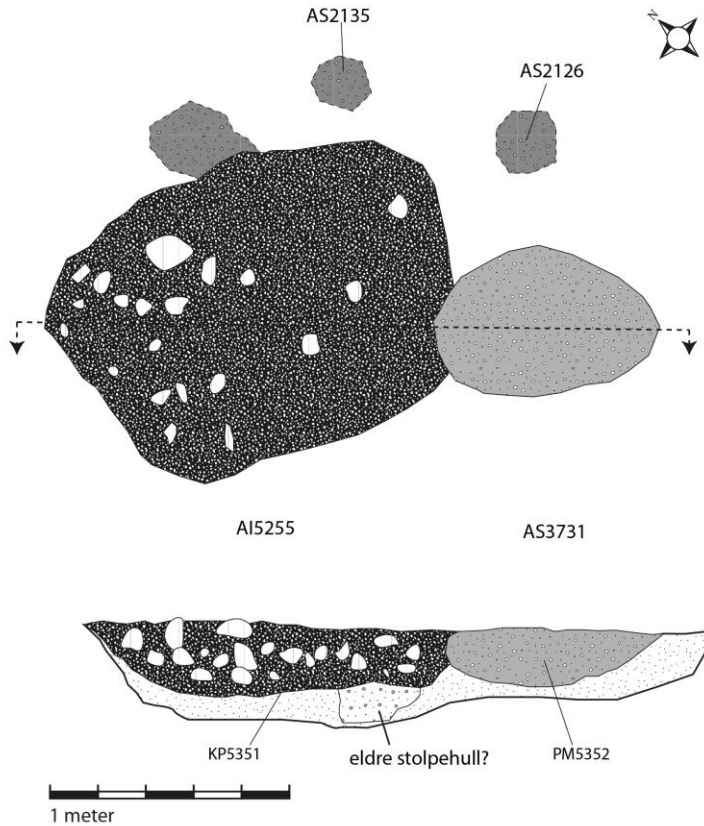 AS2135
N
AS2126
AI5255
AS3731
KP5351
eldre stolpehull?
PM5352
1 meter